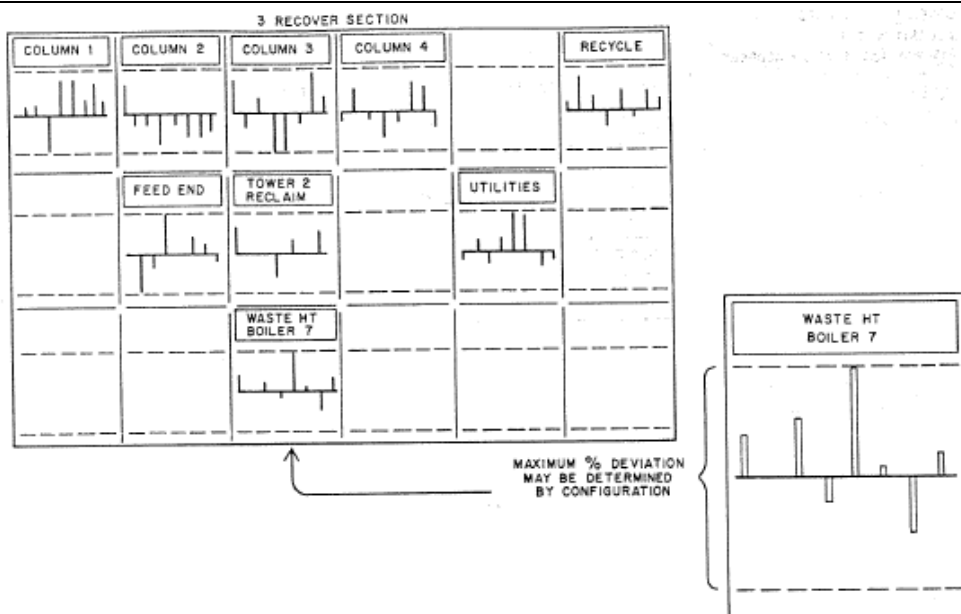 3 RECOVER SECTION
COLUMN 1
COLUMN 2
COLUMN 3
COLUMN 4
RECYCLE
FEED END
TOWER 2
RECLAIM
UTILITIES
WASTE HT
BOILER 7
WASTE HT
BOILER 7
MAXIMUM % DEVIATION
MAY BE DETERMINED
BY CONFIGURATION